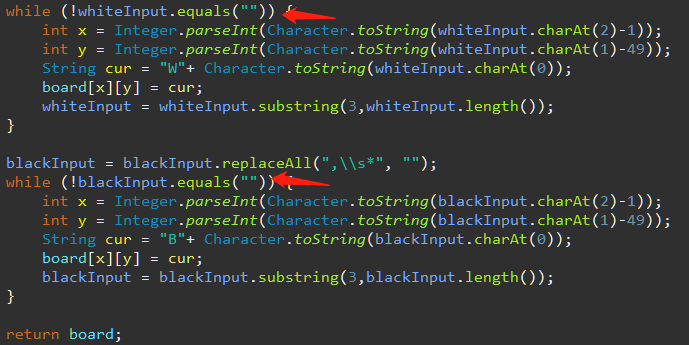 while (!whiteInput.equals("")) {
int x = Integer.parseInt(Character.toString(whiteInput.charAt(2)-1));
int y = Integer.parseInt(Character.toString(whiteInput.charAt(1)-49));
String cur = "W"+ Character.toString(whiteInput.charAt(0));
board[x][y] = cur;
whiteInput = whiteInput.substring(3,whiteInput.length());
}
blackInput = blackInput.replaceAll(",\\s*", "");
while (!blackInput.equals("")) {
int x = Integer.parseInt(Character.toString(blackInput.charAt(2)-1));
int y = Integer.parseInt(Character.toString(blackInput.charAt(1)-49));
String cur = "B"+ Character.toString(blackInput.charAt(0));
board[x][y] = cur;
blackInput = blackInput.substring(3,blackInput.length());
}
return board;